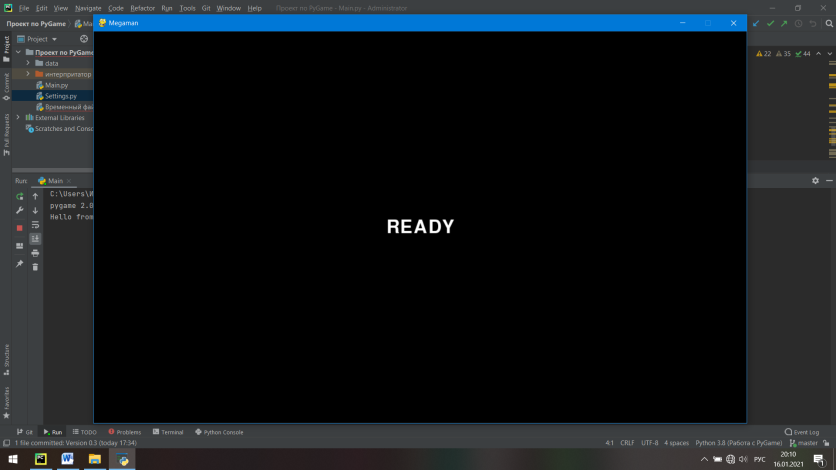 File Edit View Navigate Code Refactor Run Tools Git Window Help Проект по PyGame - Main.py - Administrator
Проект по PyGame
Megaman
22 35 44
Project
Проект по PyGame
data
интерпритатор
Main.py
Settings.py
Временный
External Libraries
Scratches and
READY
Run: Main
pygame 2.0
Hello from
Project
Commit
Pull Requests
Structure
Favorites
Git Run TODO Problems Terminal Python Console Event Log
1 file committed: Version 0.3 (today 17:34) 4:1 CRLF UTF-8 4 spaces Python 3.8 (Работа с PyGame) master
РУС 20:10
16.01.2021